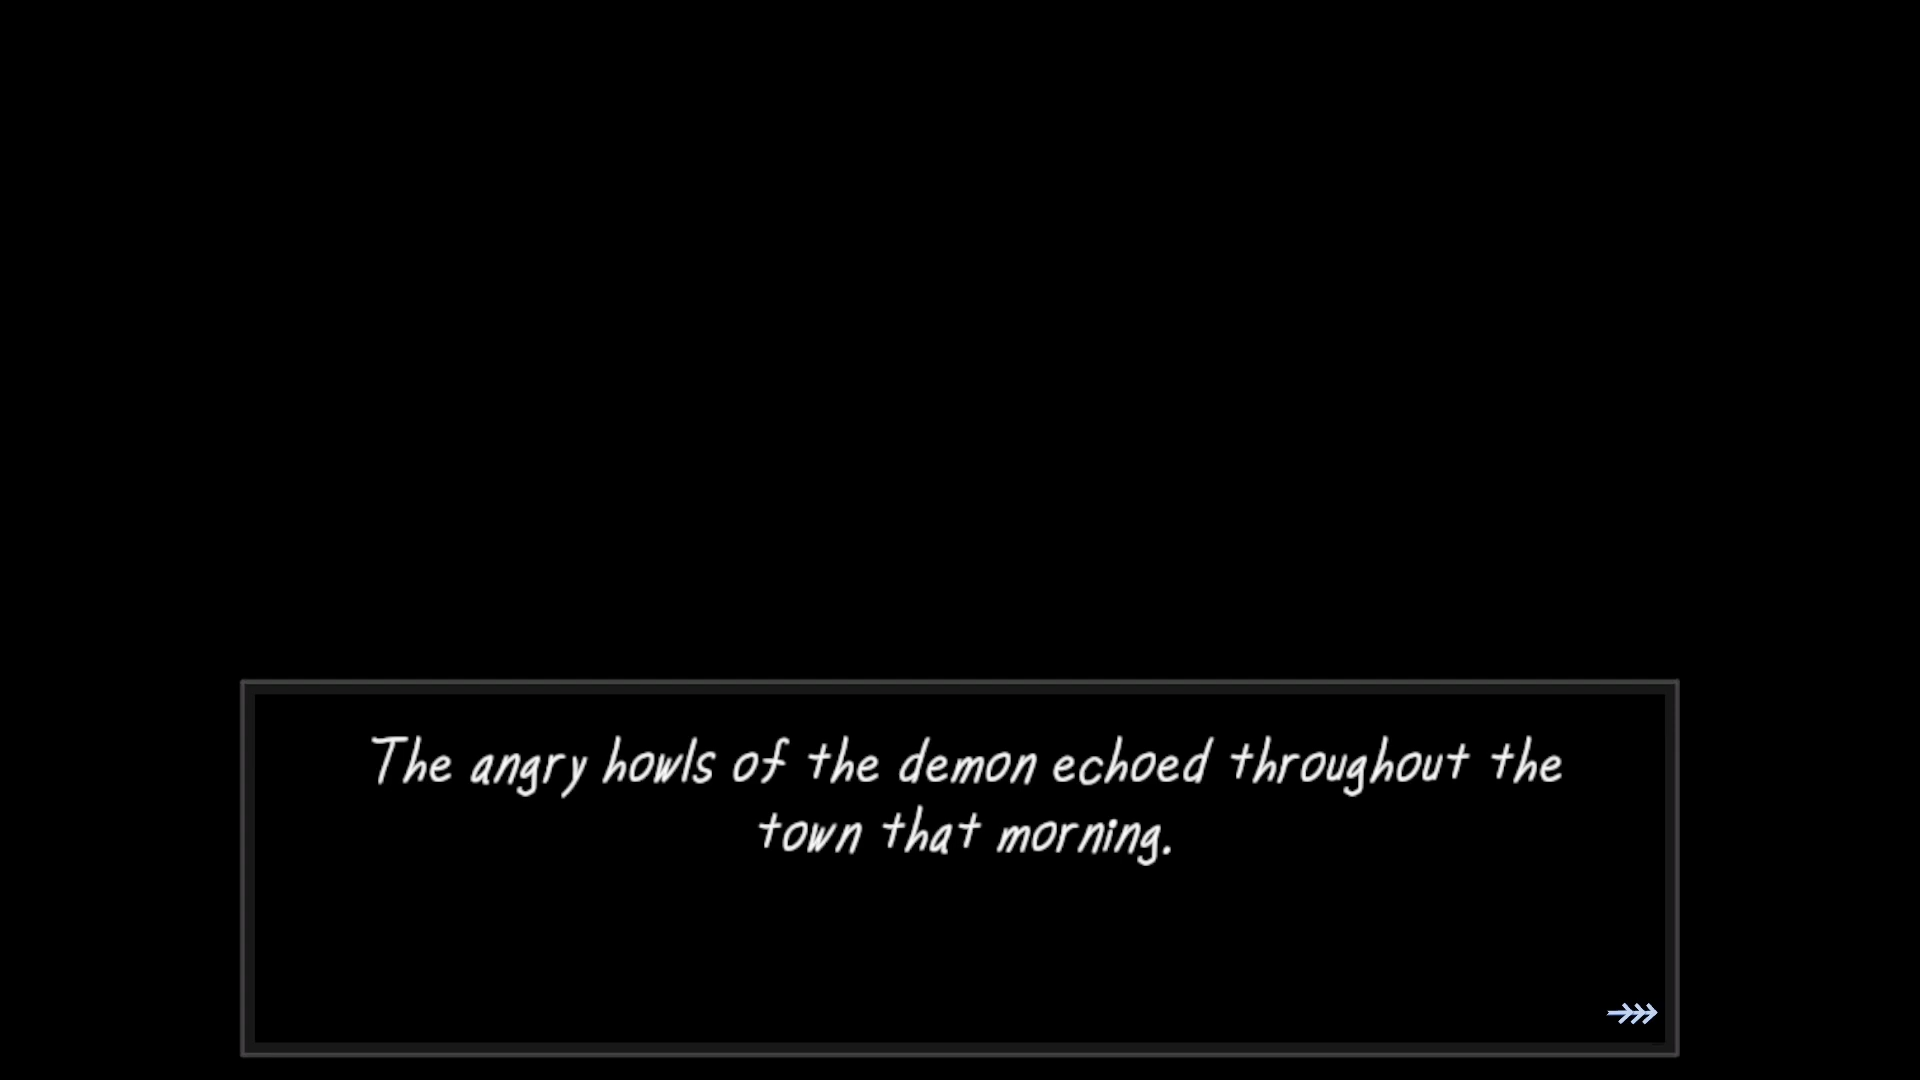 The angry howls of the demon echoed throughout the
town that morning.